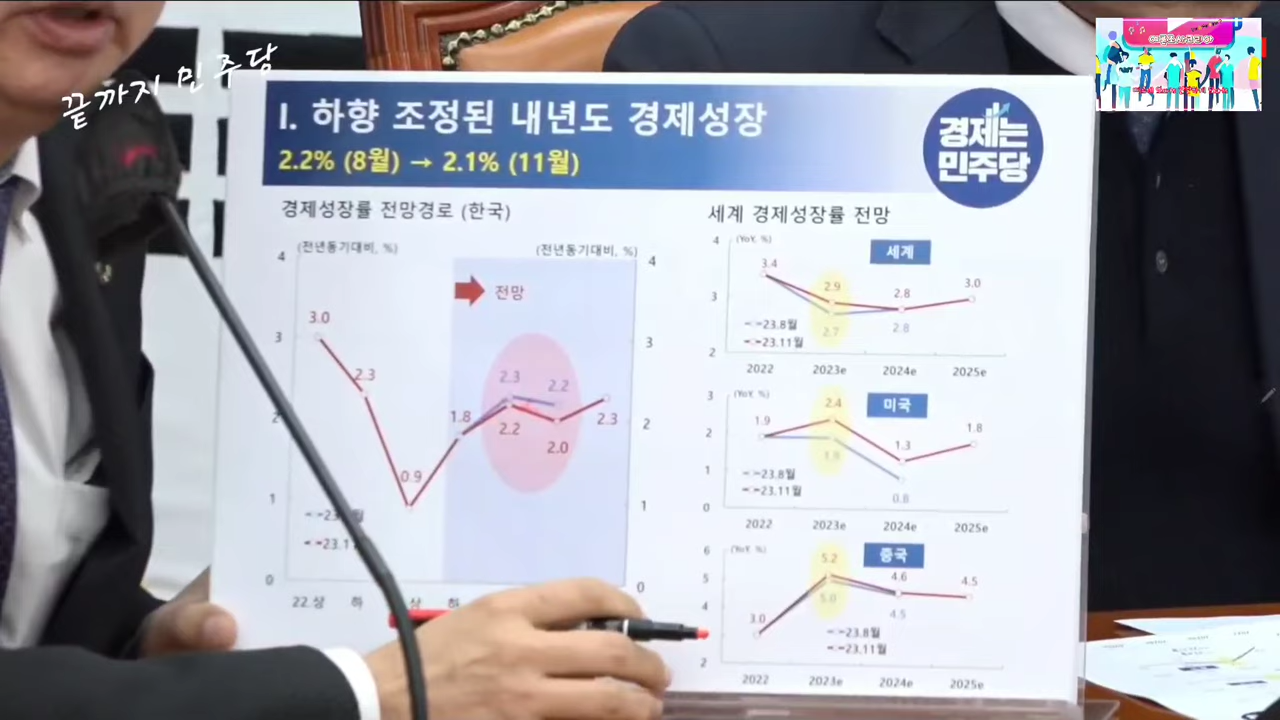 끝까지 민주당
I. 하향 조정된 내년도 경제성장
2.2% (8월) → 2.1% (11월)
경제는
민주당
경제성장률 전망경로 (한국)
(전년동기대비, %)
(전년동기대비, %)
전망
4
3
2
1
0
3.0
2.3
0.9
1.8
2.3
2.2
2.2
2.0
2.3
4
3
2
1
0
22.상
하
상
하
세계 경제성장률 전망
(YoY, %)
세계
4
3
2
3.4
2.9
2.7
2.8
2.8
3.0
23.8월
23.11월
2022 2023e 2024e 2025e
(YoY, %)
미국
3
2
1
0
1.9
2.4
1.9
1.3
0.8
1.8
23.8월
23.11월
2022 2023e 2024e 2025e
(YoY, %)
중국
6
5
4
2
3.0
5.2
5.0
4.6
4.5
4.5
23.8월
23.11월
2022 2023e 2024e 2025e